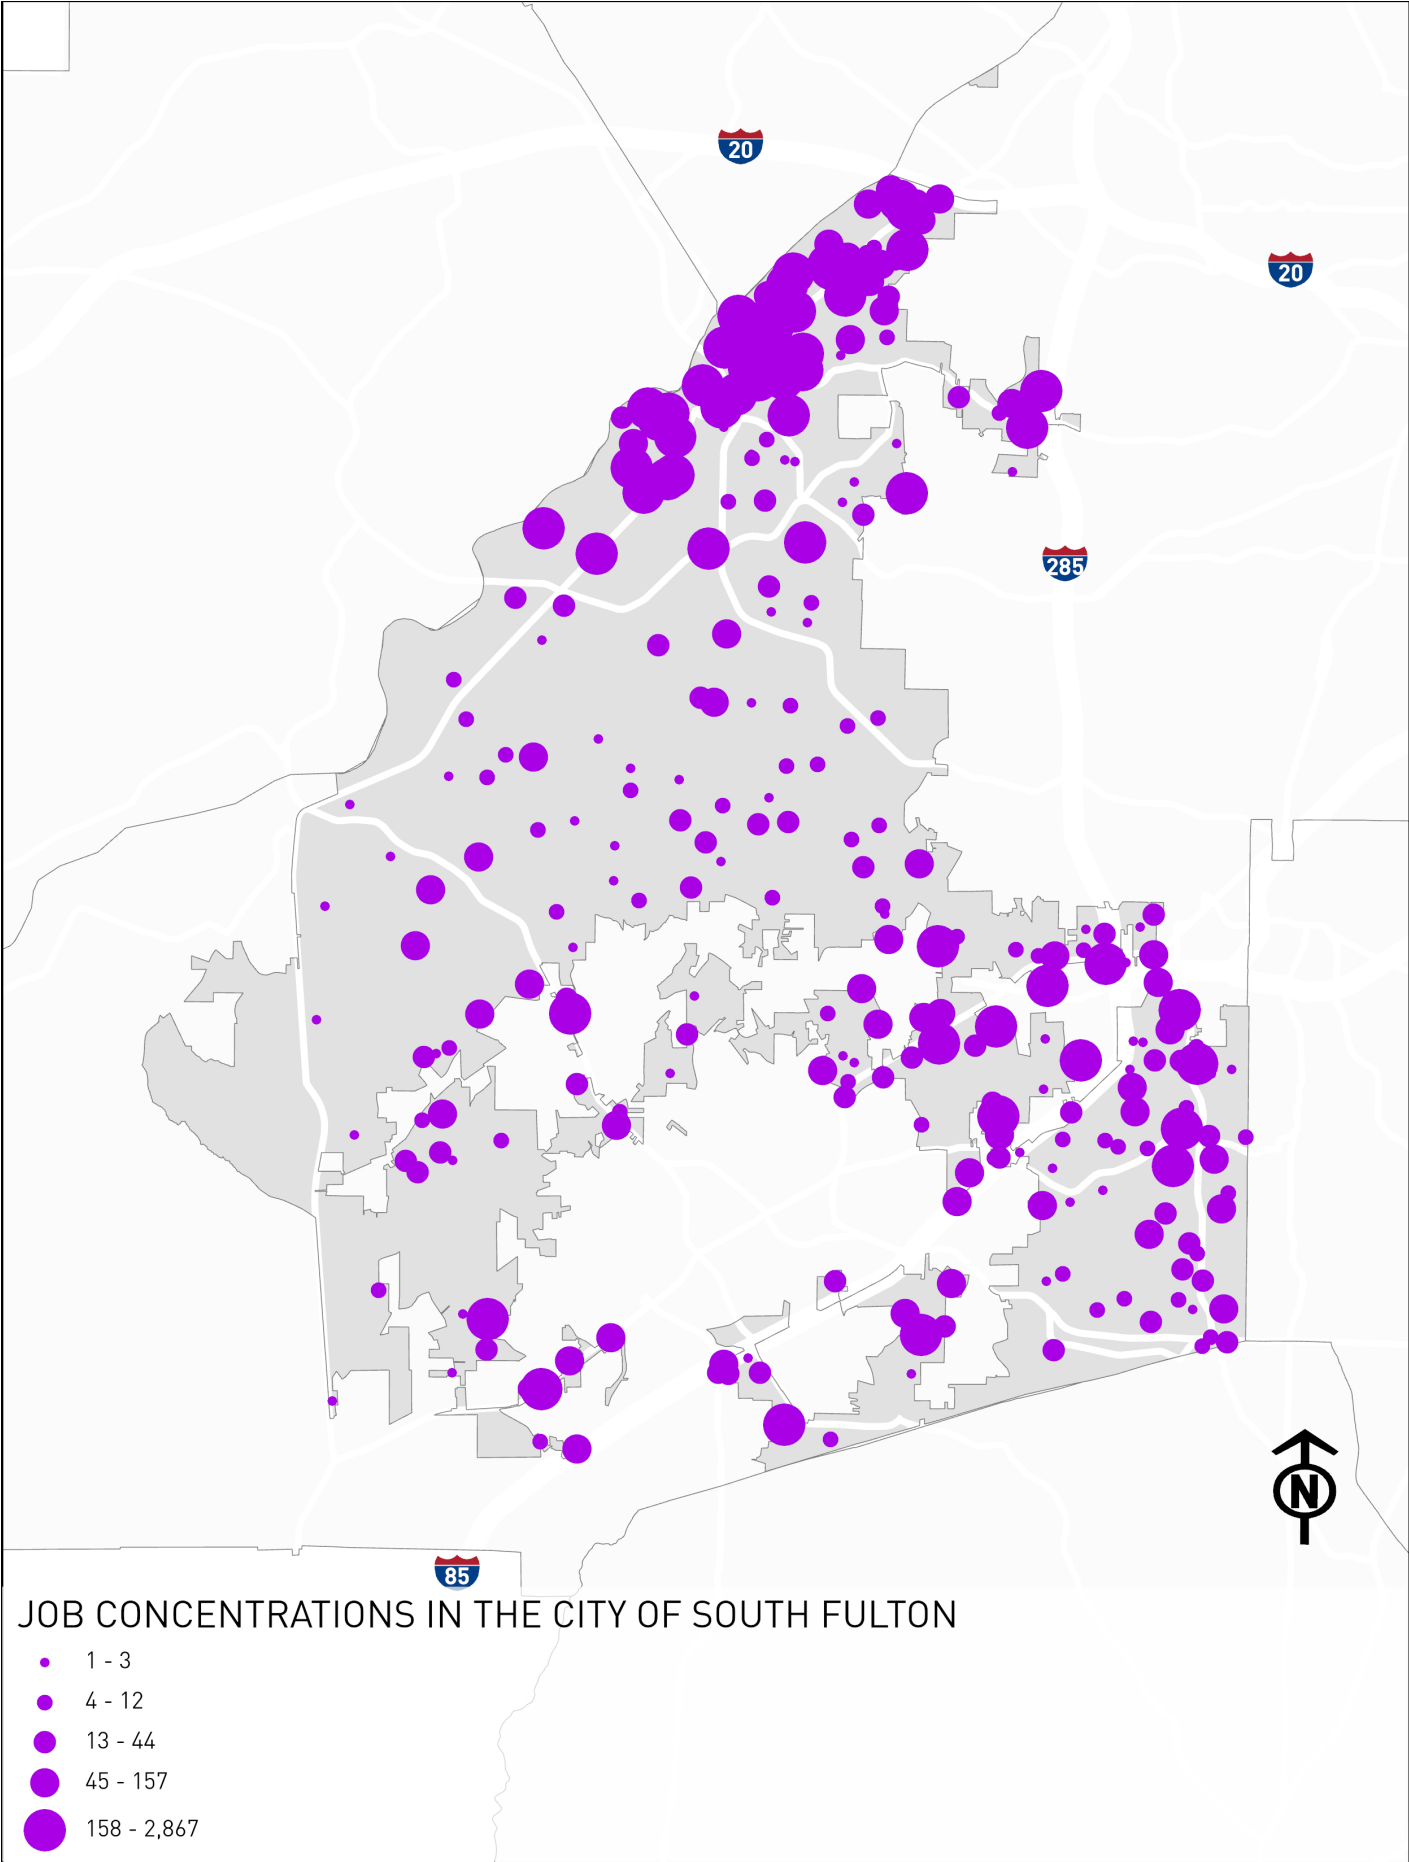 20
20
285
N
85
JOB CONCENTRATIONS IN THE CITY OF SOUTH FULTON
1 - 3
4 - 12
13 - 44
45 - 157
158 - 2,867